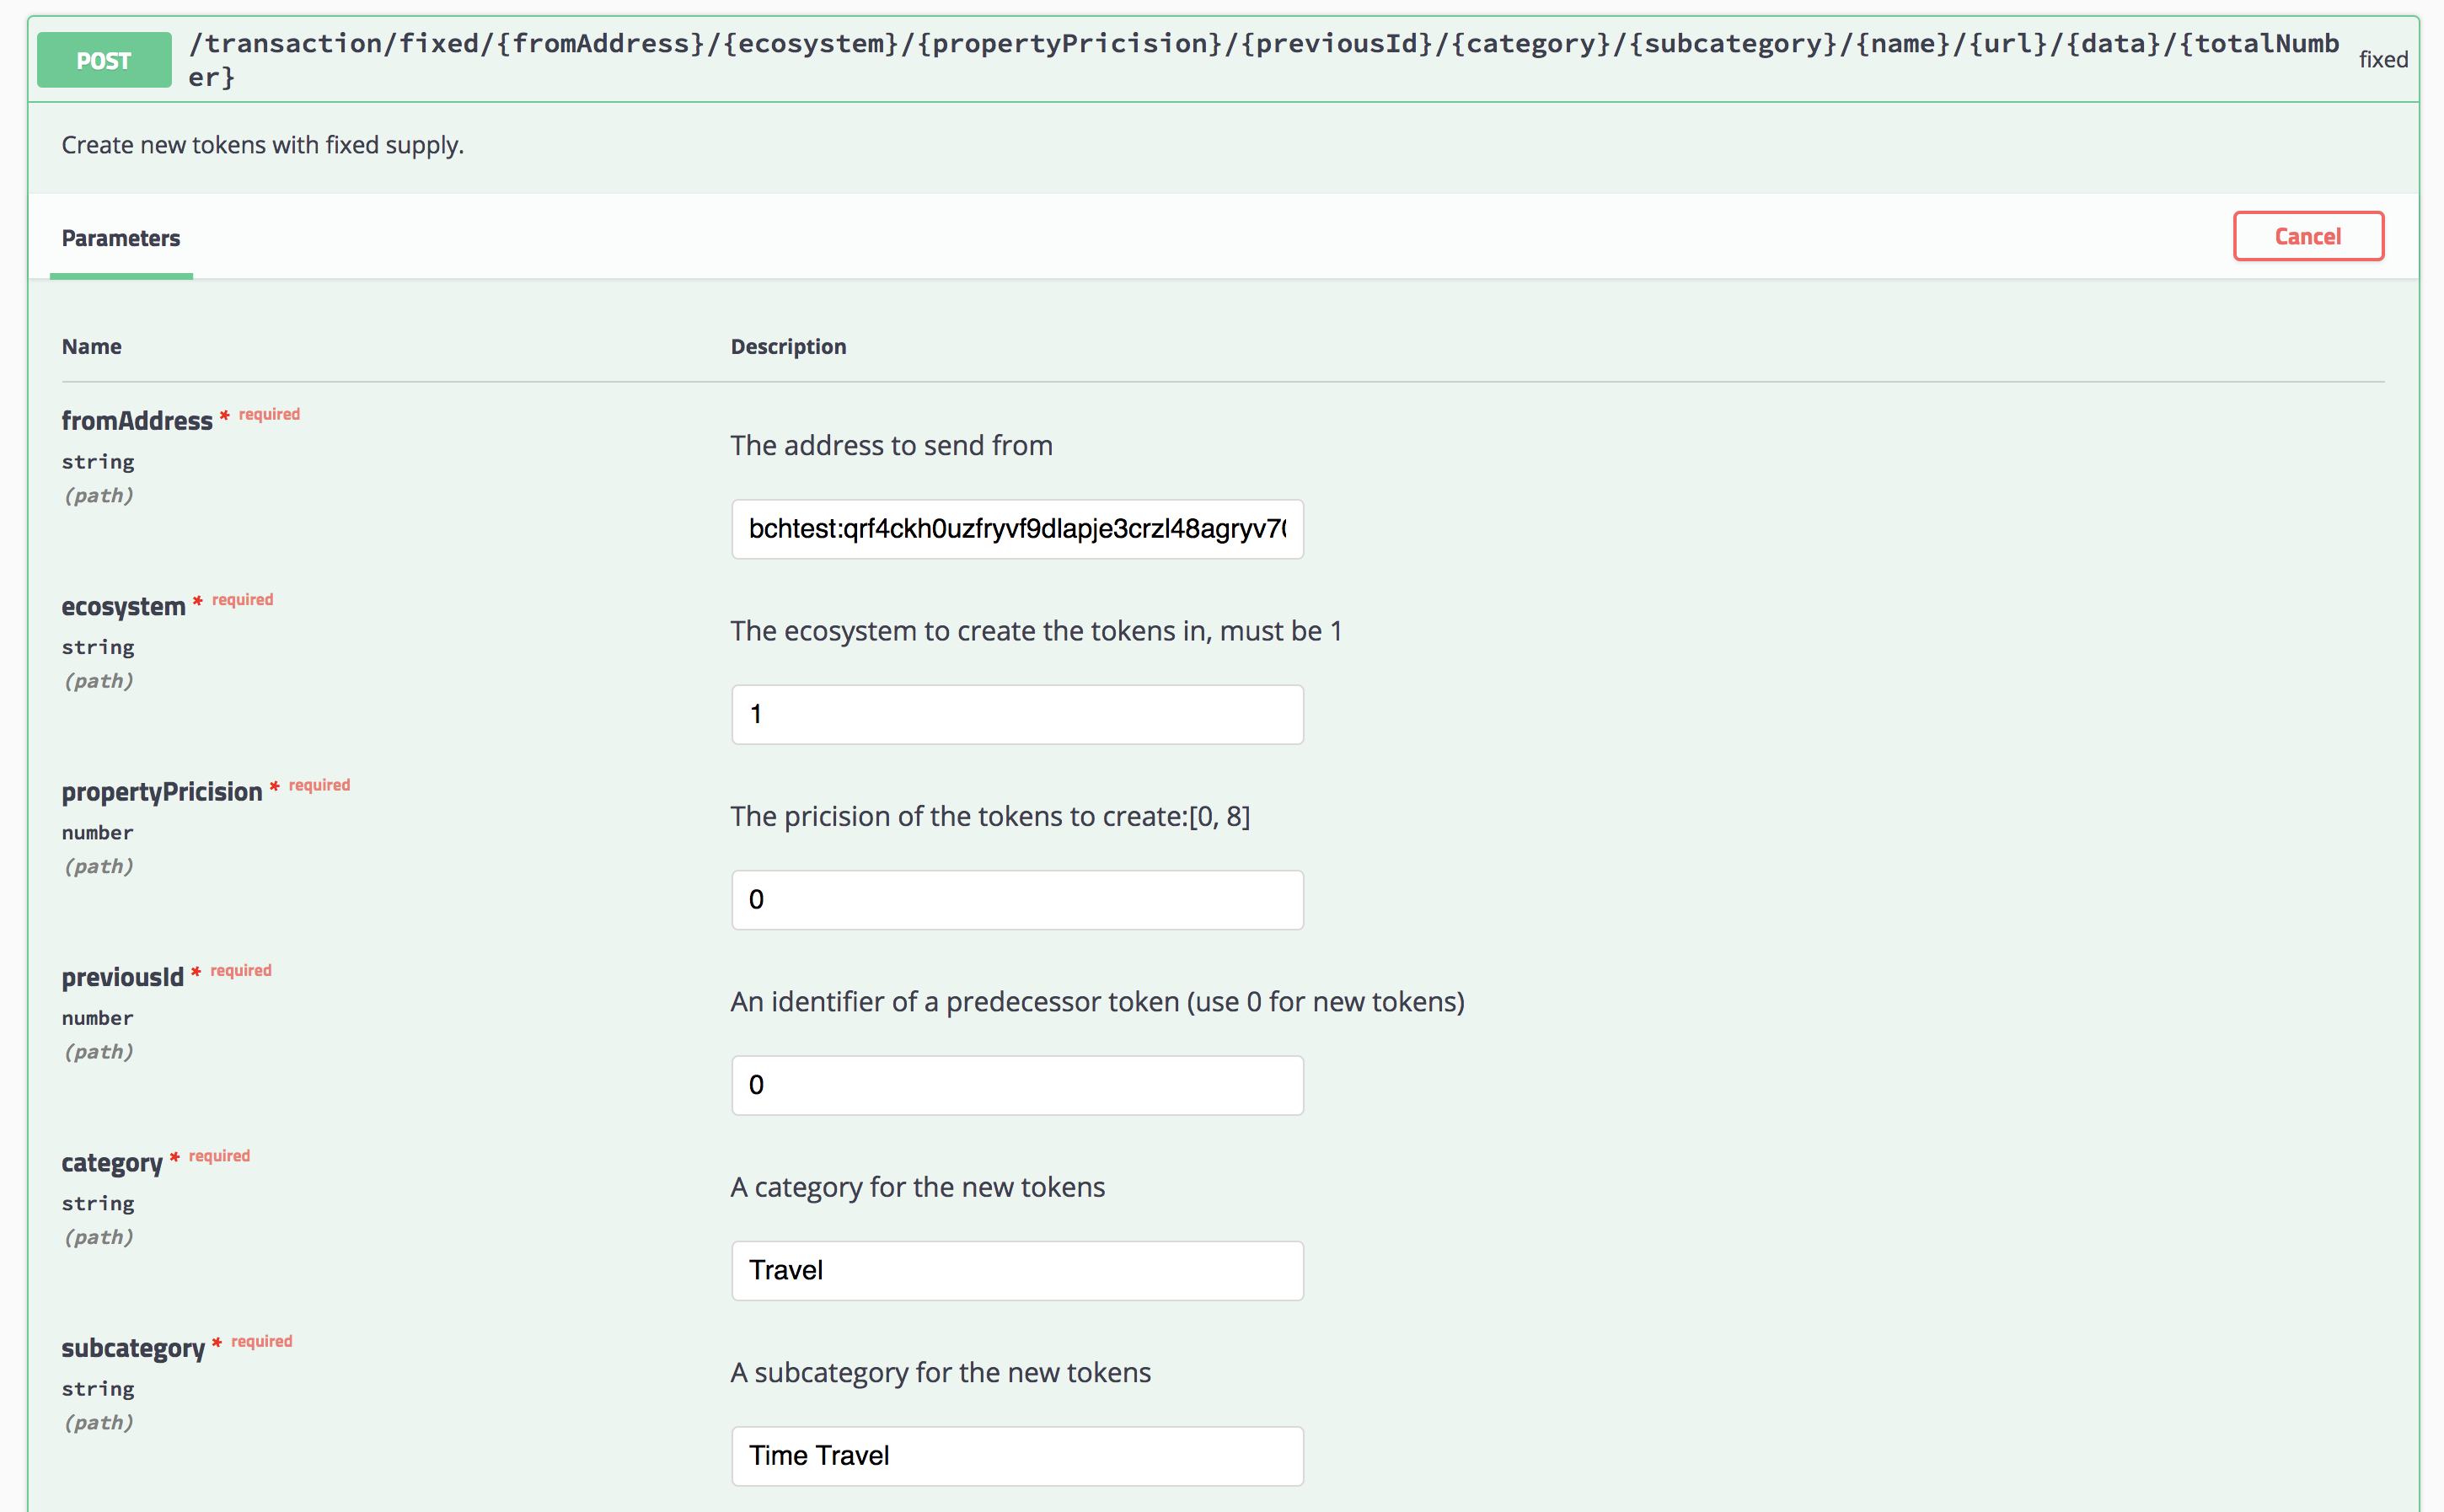 POST
/transaction/fixed/{fromAddress}/{ecosystem}/{propertyPricision}/{previousId}/{category}/{subcategory}/{name}/{url}/{data}/{totalNumb
er}
fixed
Create new tokens with fixed supply.
Parameters
Cancel
Name
Description
fromAddress * required
string
(path)
The address to send from
bchtest:qrf4ckh0uzfryvf9dlapje3crzl48agryv7
ecosystem * required
string
(path)
The ecosystem to create the tokens in, must be 1
1
propertyPricision * required
number
(path)
The pricision of the tokens to create:[0, 8]
0
previousId * required
number
(path)
An identifier of a predecessor token (use 0 for new tokens)
0
category * required
string
(path)
A category for the new tokens
Travel
subcategory * required
string
(path)
A subcategory for the new tokens
Time Travel